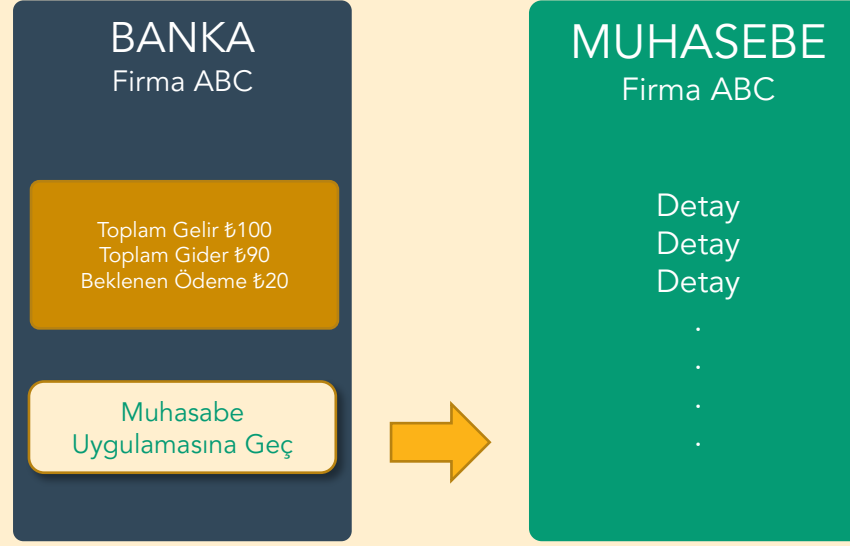 BANKA
Firma ABC
Toplam Gelir ₺100
Toplam Gider ₺90
Beklenen Ödeme ₺20
Muhasabe
Uygulamasına Geç
MUHASEBE
Firma ABC
Detay
Detay
Detay
.
.
.
.